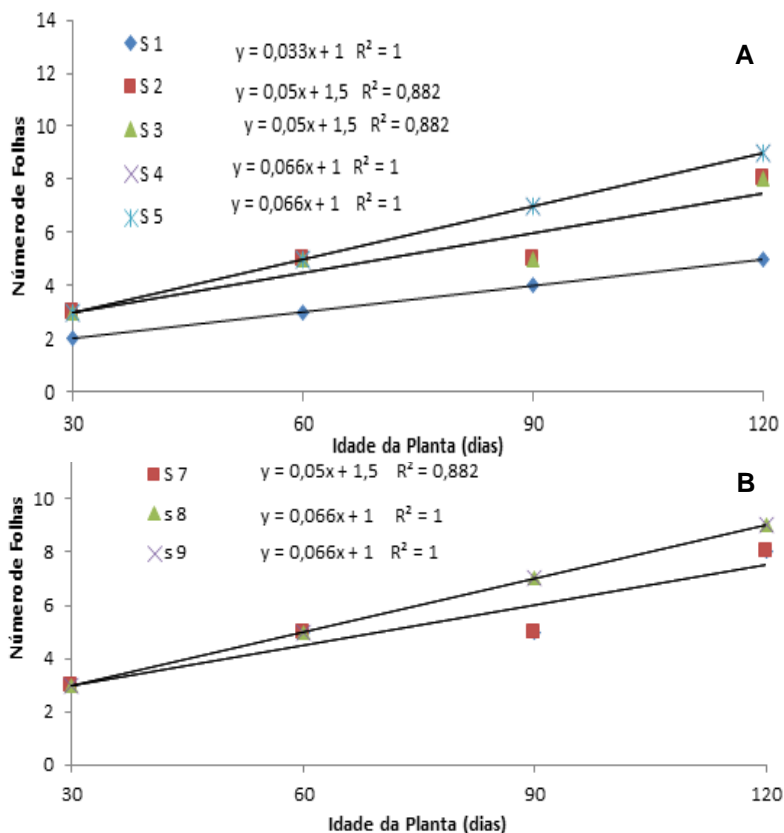 14
12
10
8
6
4
2
0
Número de Folhas
S 1 y = 0,033x + 1 R² = 1
S 2 y = 0,05x + 1,5 R² = 0,882
S 3 y = 0,05x + 1,5 R² = 0,882
S 4 y = 0,066x + 1 R² = 1
S 5 y = 0,066x + 1 R² = 1
A
30 60 90 120
Idade da Planta (dias)
10
8
6
4
2
0
Número de Folhas
S 7 y = 0,05x + 1,5 R² = 0,882
s 8 y = 0,066x + 1 R² = 1
s 9 y = 0,066x + 1 R² = 1
B
30 60 90 120
Idade da Planta (dias)